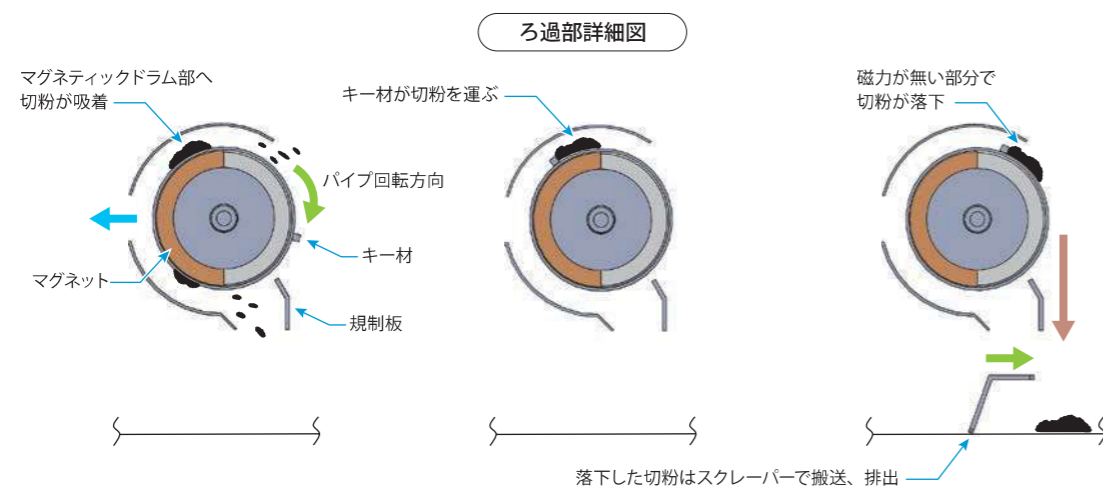 ろ過部詳細図
マグネティックドラム部へ
切粉が吸着
パイプ回転方向
キー材
マグネット
規制板
キー材が切粉を運ぶ
磁力が無い部分で
切粉が落下
落下した切粉はスクレーパーで搬送、排出